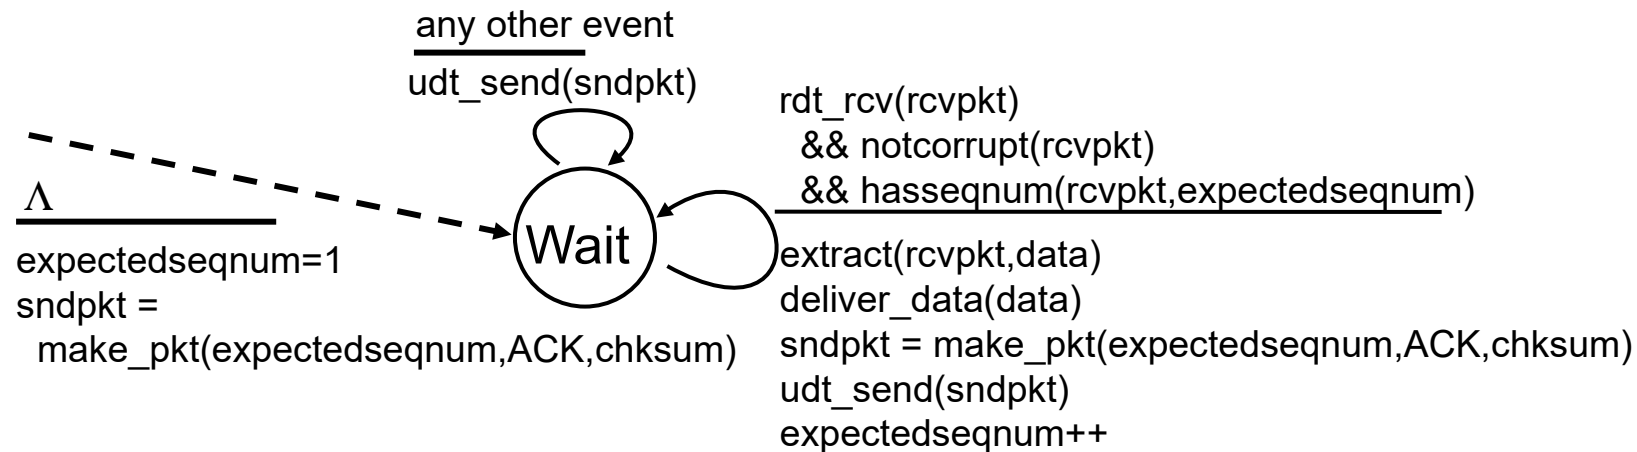 any other event
udt_send(sndpkt)
rdt_rcv(rcvpkt)
&& notcorrupt(rcvpkt)
&& hasseqnum(rcvpkt,expectedseqnum)
Λ
Wait
expectedseqnum=1
sndpkt =
make_pkt(expectedseqnum,ACK,chksum)
extract(rcvpkt,data)
deliver_data(data)
sndpkt = make_pkt(expectedseqnum,ACK,chksum)
udt_send(sndpkt)
expectedseqnum++